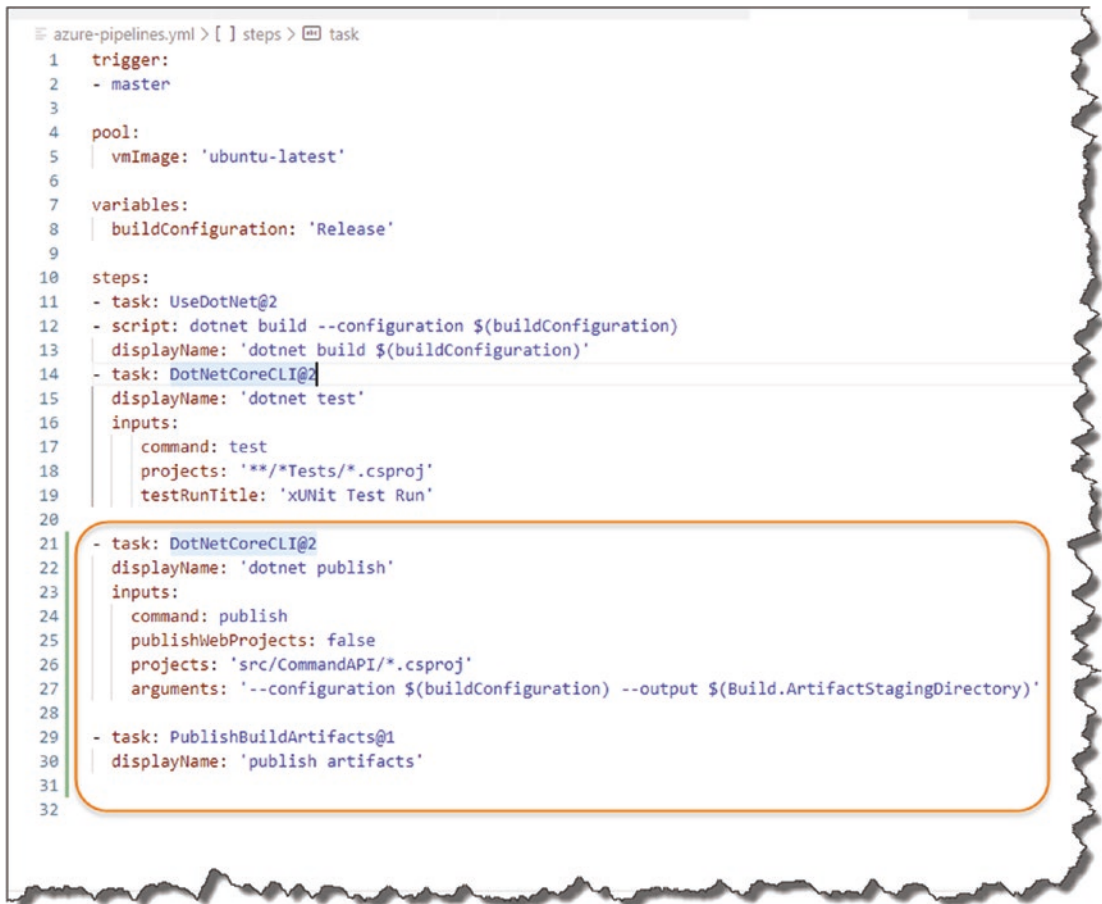 azure-pipelines.yml > [ ] steps > abc task
1 trigger:
2 - master
3
4 pool:
5   vmImage: 'ubuntu-latest'
6
7 variables:
8   buildConfiguration: 'Release'
9
10 steps:
11 - task: UseDotNet@2
12 - script: dotnet build --configuration $(buildConfiguration)
13   displayName: 'dotnet build $(buildConfiguration)'
14 - task: DotNetCoreCLI@2
15   displayName: 'dotnet test'
16   inputs:
17      command: test
18      projects: '**/*Tests/*.csproj'
19      testRunTitle: 'xUNit Test Run'
20
21 - task: DotNetCoreCLI@2
22   displayName: 'dotnet publish'
23   inputs:
24     command: publish
25     publishWebProjects: false
26     projects: 'src/CommandAPI/*.csproj'
27     arguments: '--configuration $(buildConfiguration) --output $(Build.ArtifactStagingDirectory)'
28
29 - task: PublishBuildArtifacts@1
30   displayName: 'publish artifacts'
31
32